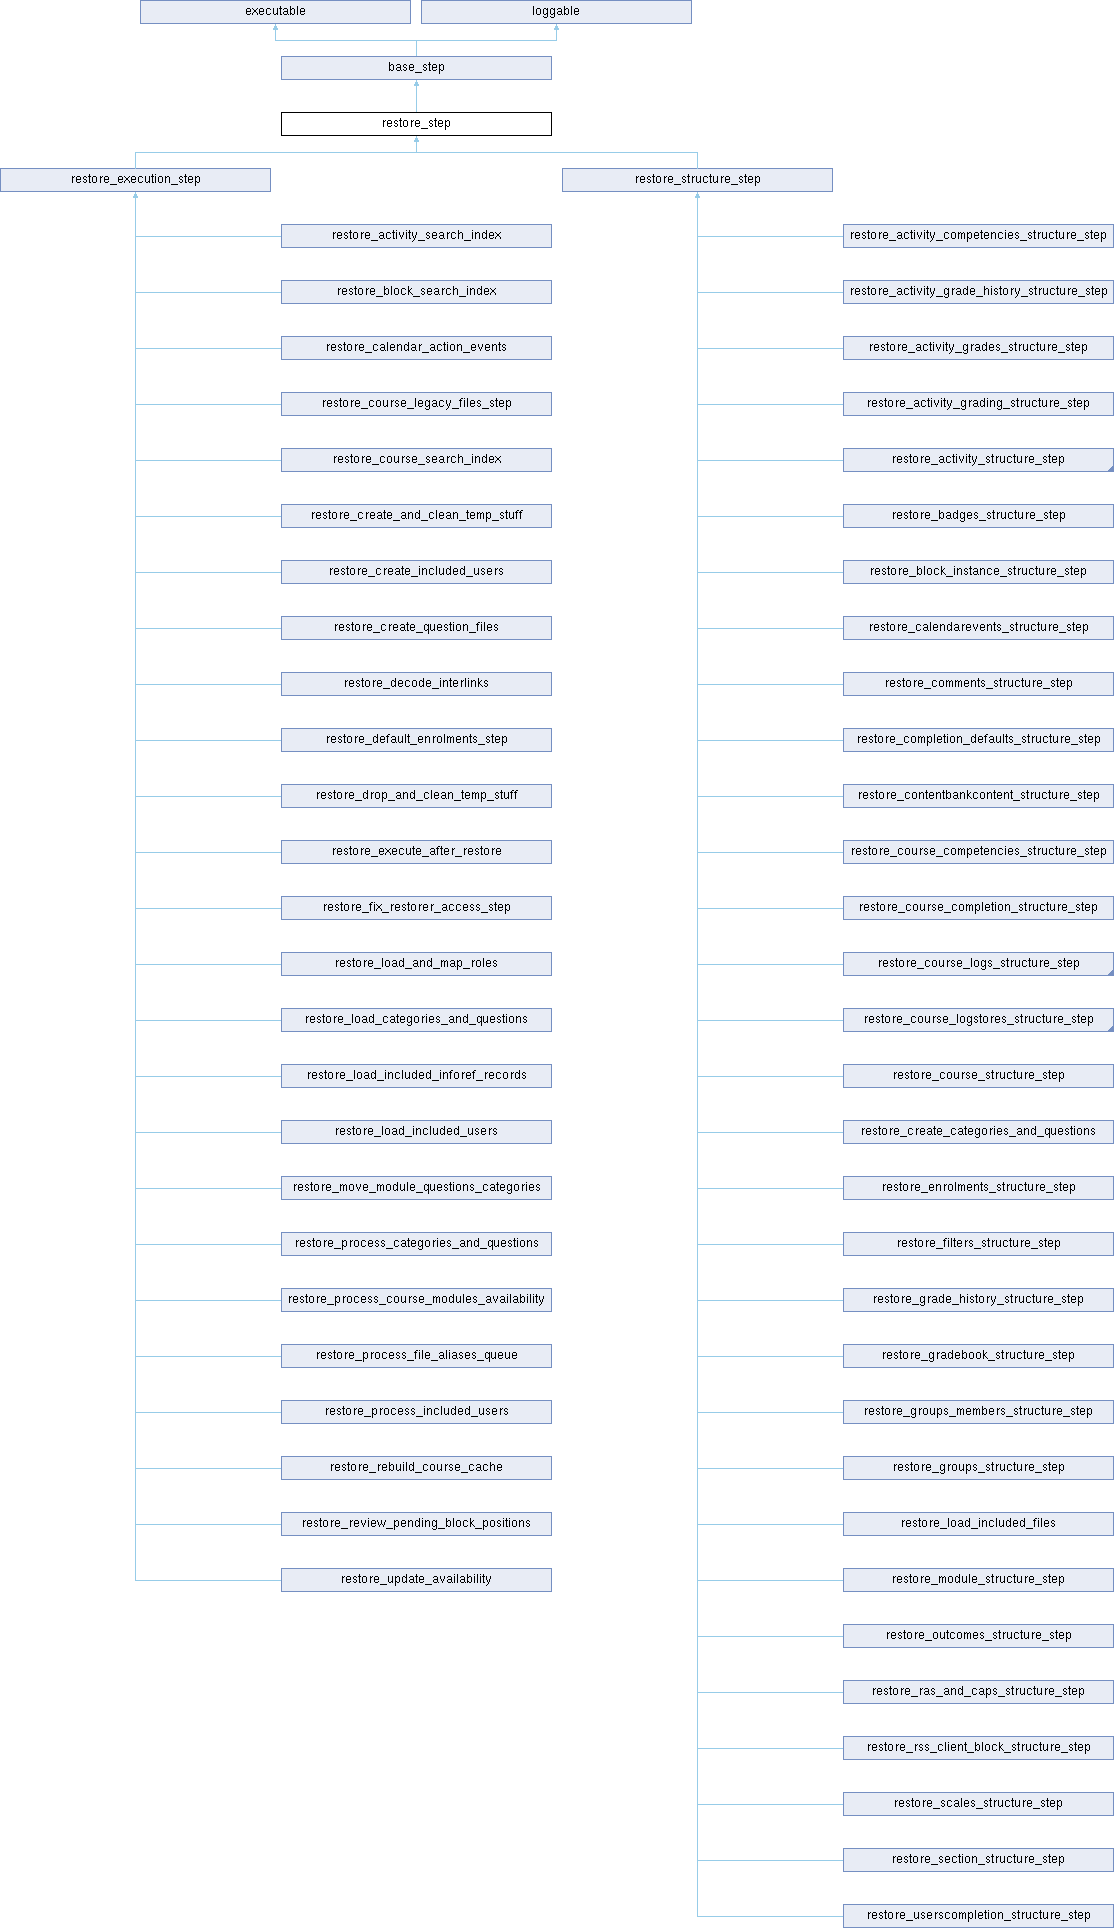 executable
loggable
base_step
restore_step
restore_execution_step
restore_structure_step
restore_activity_search_index
restore_block_search_index
restore_calendar_action_events
restore_course_legacy_files_step
restore_course_search_index
restore_create_and_clean_temp_stuff
restore_create_included_users
restore_create_question_files
restore_decode_interlinks
restore_default_enrolments_step
restore_drop_and_clean_temp_stuff
restore_execute_after_restore
restore_fix_restorer_access_step
restore_load_and_map_roles
restore_load_categories_and_questions
restore_load_included_inforef_records
restore_load_included_users
restore_move_module_questions_categories
restore_process_categories_and_questions
restore_process_course_modules_availability
restore_process_file_aliases_queue
restore_process_included_users
restore_rebuild_course_cache
restore_review_pending_block_positions
restore_update_availability
restore_activity_competencies_structure_step
restore_activity_grade_history_structure_step
restore_activity_grades_structure_step
restore_activity_grading_structure_step
restore_activity_structure_step
restore_badges_structure_step
restore_block_instance_structure_step
restore_calendarevents_structure_step
restore_comments_structure_step
restore_completion_defaults_structure_step
restore_contentbankcontent_structure_step
restore_course_competencies_structure_step
restore_course_completion_structure_step
restore_course_logs_structure_step
restore_course_logstores_structure_step
restore_course_structure_step
restore_create_categories_and_questions
restore_enrolments_structure_step
restore_filters_structure_step
restore_grade_history_structure_step
restore_gradebook_structure_step
restore_groups_members_structure_step
restore_groups_structure_step
restore_load_included_files
restore_module_structure_step
restore_outcomes_structure_step
restore_ras_and_caps_structure_step
restore_rss_client_block_structure_step
restore_scales_structure_step
restore_section_structure_step
restore_userscompletion_structure_step